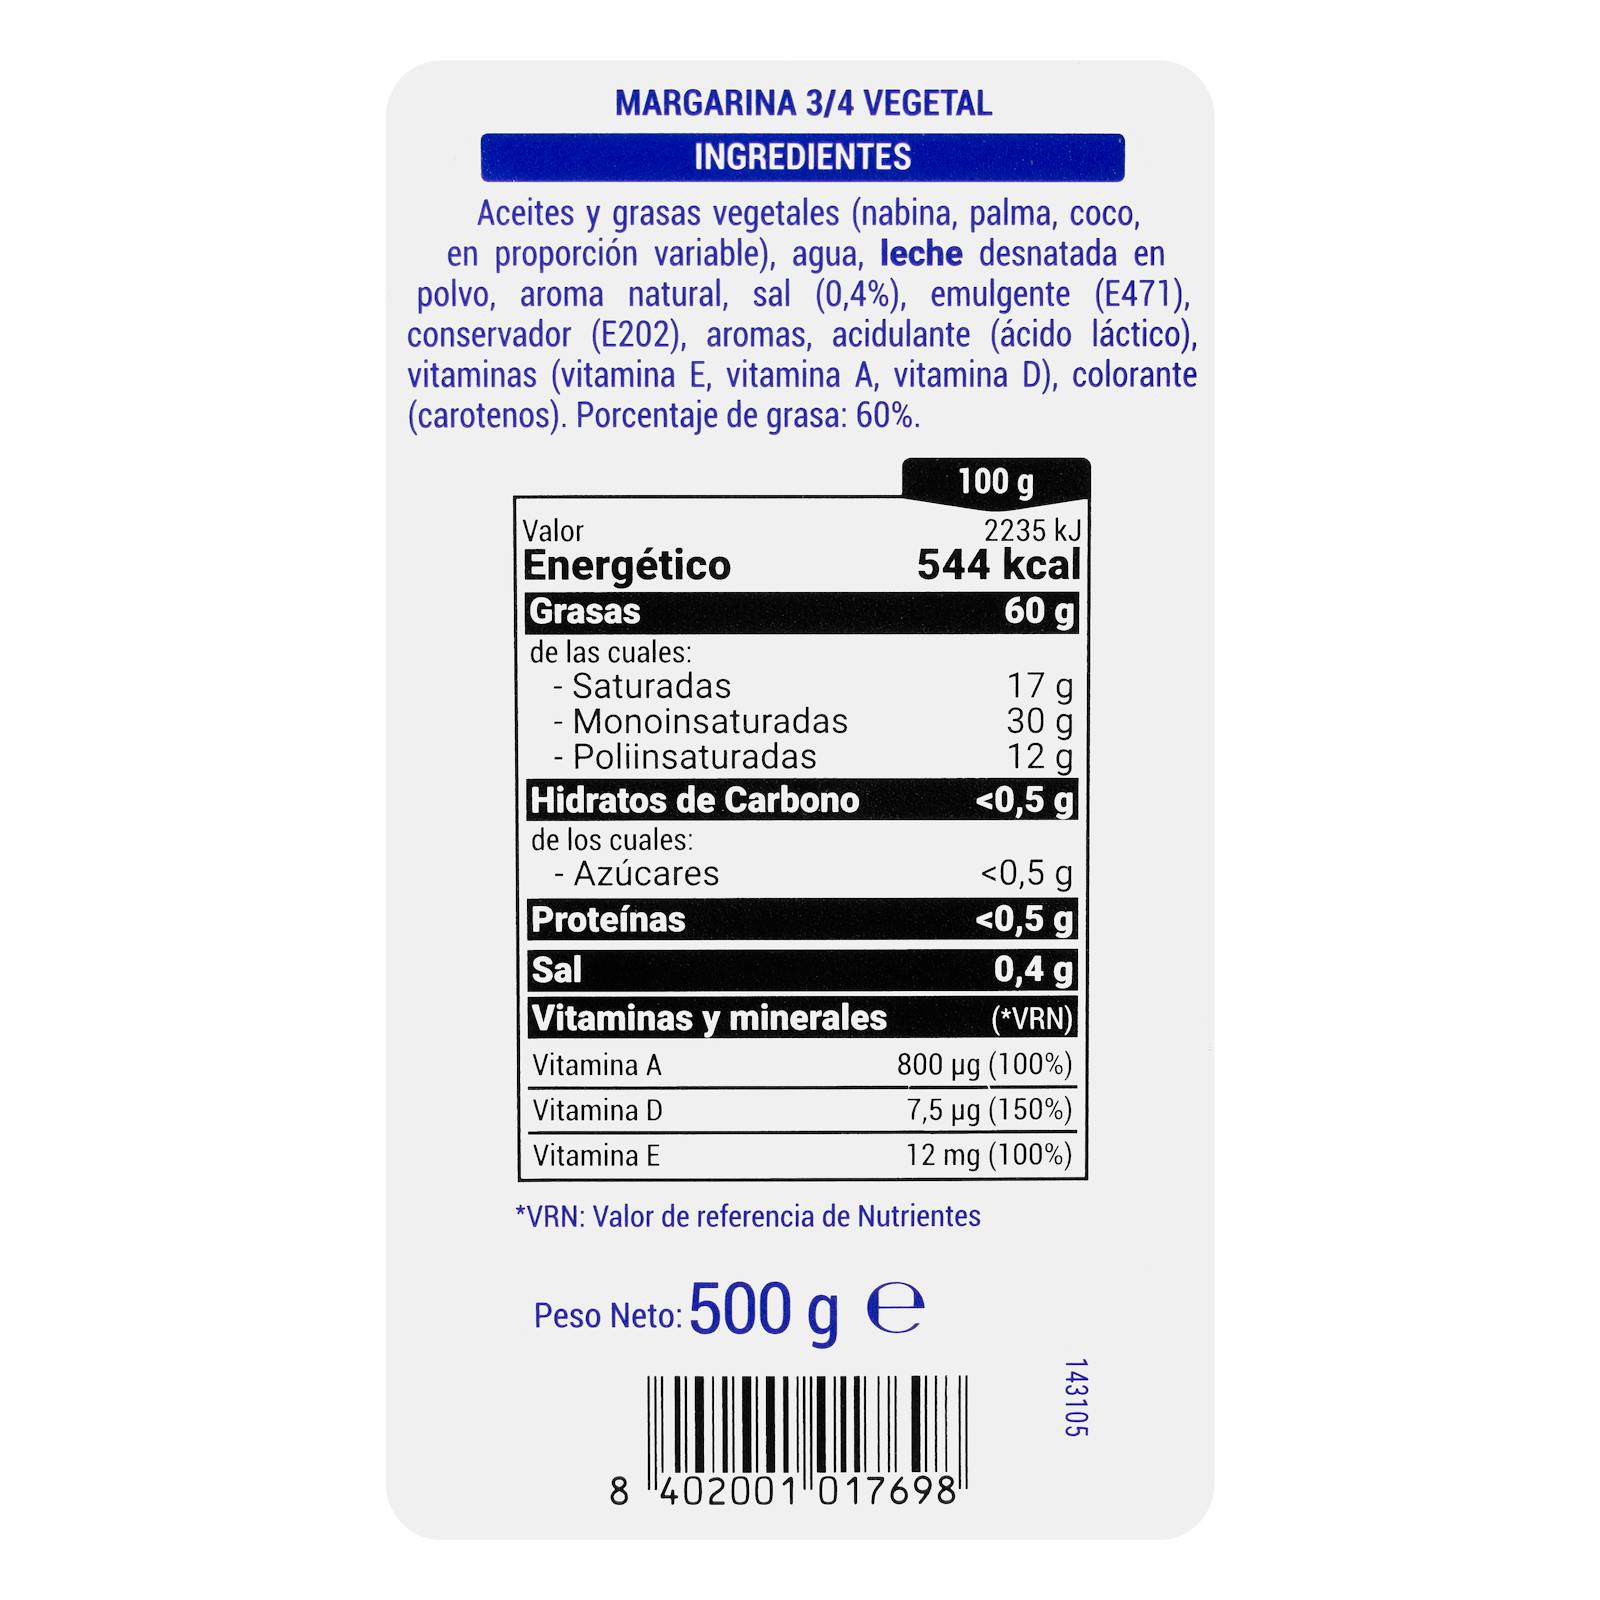 MARGARINA 3/4 VEGETAL
INGREDIENTES
Aceites y grasas vegetales (nabina, palma, coco,
en proporción variable), agua, leche desnatada en
polvo, aroma natural, sal (0,4%), emulgente (E471),
conservador (E202), aromas, acidulante (ácido láctico),
vitaminas (vitamina E, vitamina A, vitamina D), colorante
(carotenos). Porcentaje de grasa: 60%.
100 g
Valor 2235 kJ
Energético 544 kcal
Grasas 60 g
de las cuales:
- Saturadas 17 g
- Monoinsaturadas 30 g
- Poliinsaturadas 12 g
Hidratos de Carbono <0,5 g
de los cuales:
- Azúcares <0,5 g
Proteínas <0,5 g
Sal 0,4 g
Vitaminas y minerales (*VRN)
Vitamina A 800 µg (100%)
Vitamina D 7,5 µg (150%)
Vitamina E 12 mg (100%)
*VRN: Valor de referencia de Nutrientes
Peso Neto: 500 g ℮
143105
8 402001 017698